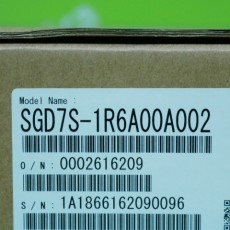 Model Name :
SGD7S-1R6A00A002
O / N : 0002616209
S / N : 1A1866162090096